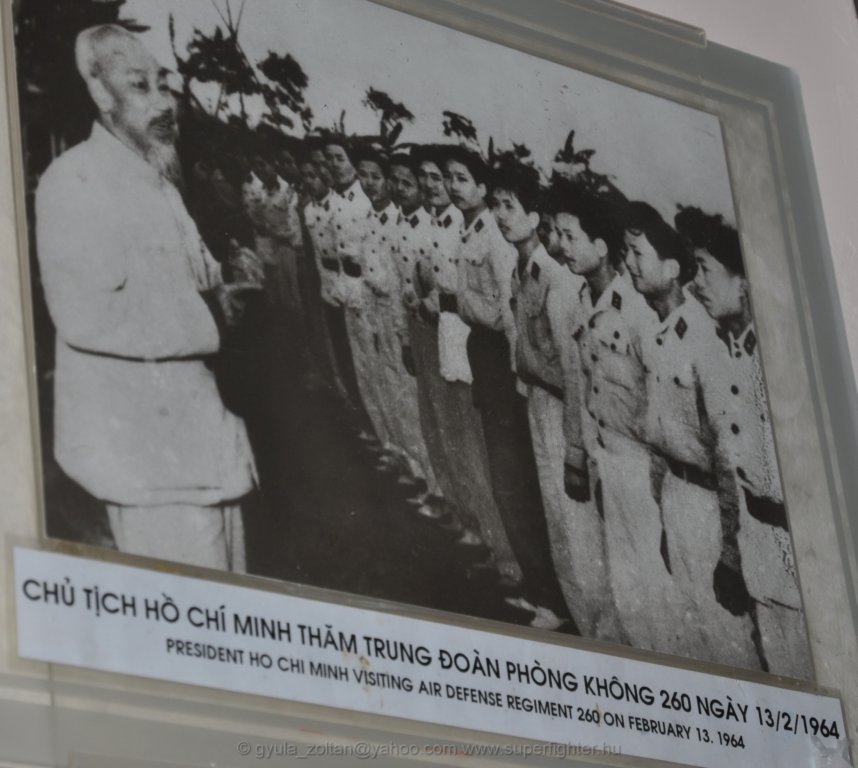 CHỦ TỊCH HỒ CHÍ MINH THĂM TRUNG ĐOÀN PHÒNG KHÔNG 260 NGÀY 13/2/1964
PRESIDENT HO CHI MINH VISITING AIR DEFENSE REGIMENT 260 ON FEBRUARY 13. 1964
© gyula_zoltan@yahoo.com www.superfighter.hu